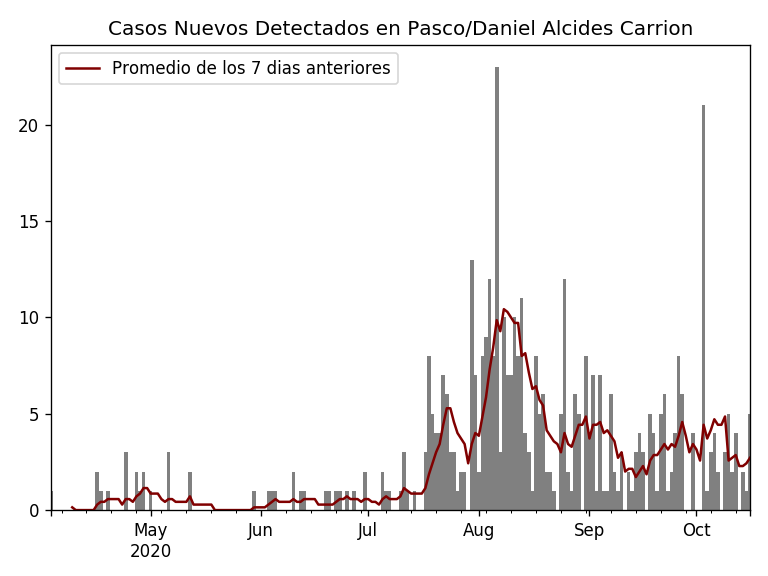 Casos Nuevos Detectados en Pasco/Daniel Alcides Carrion
Promedio de los 7 dias anteriores
20
15
10
5
0
May Jun Jul Aug Sep Oct
2020